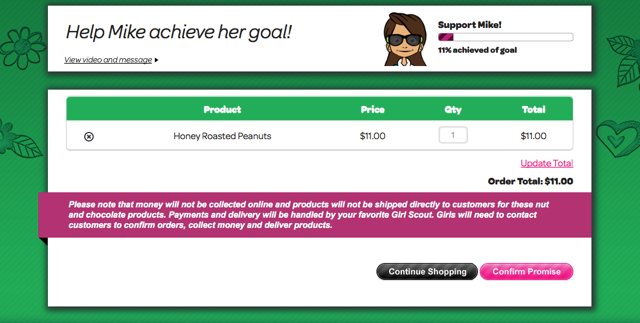 Help Mike achieve her goal!
View video and message
Support Mike!
11% achieved of goal
Product Price Qty Total
Honey Roasted Peanuts $11.00 1 $11.00
Update Total
Order Total: $11.00
Please note that money will not be collected online and products will not be shipped directly to customers for these nut
and chocolate products. Payments and delivery will be handled by your favorite Girl Scout. Girls will need to contact
customers to confirm orders, collect money and deliver products.
Continue Shopping Confirm Promise